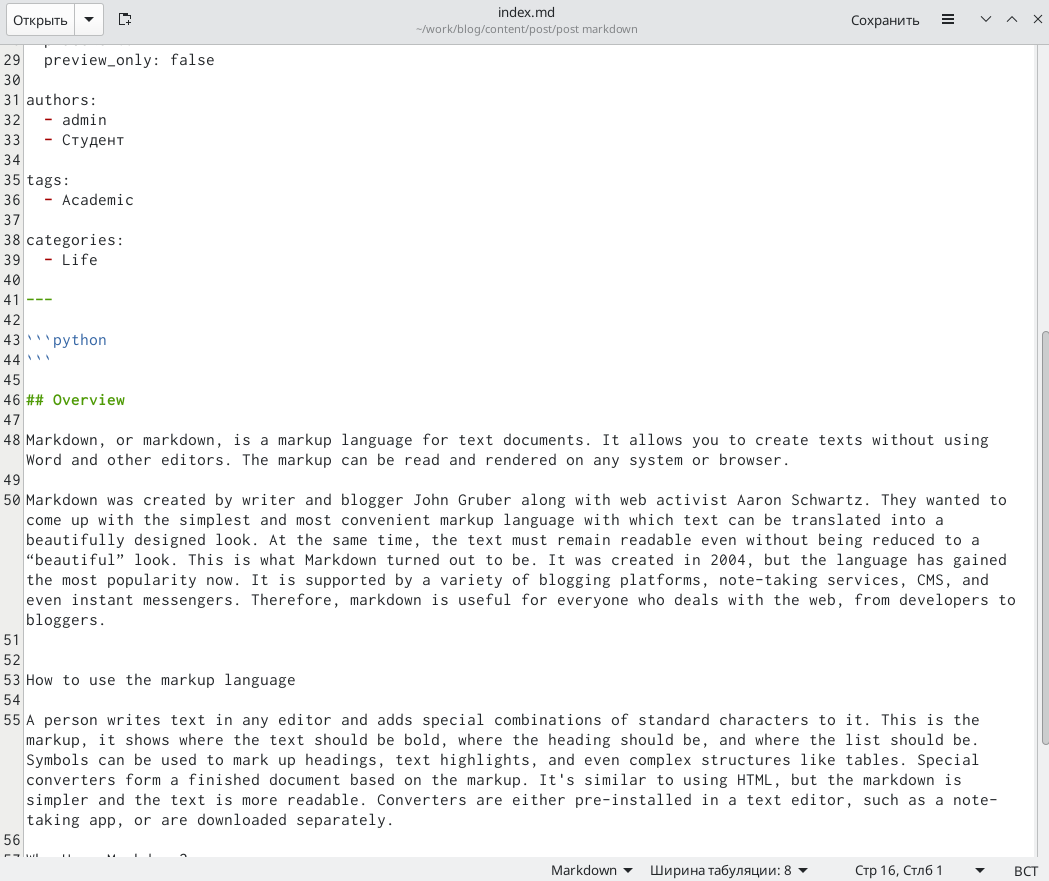 Открыть
index.md
~/work/blog/content/post/post markdown
Сохранить
29 preview_only: false
30
31 authors:
32 - admin
33 - Студент
34
35 tags:
36 - Academic
37
38 categories:
39 - Life
40
41 ---
42
43 ```python
44 ```
45
46 ## Overview
47
48 Markdown, or markdown, is a markup language for text documents. It allows you to create texts without using
Word and other editors. The markup can be read and rendered on any system or browser.
49
50 Markdown was created by writer and blogger John Gruber along with web activist Aaron Schwartz. They wanted to
come up with the simplest and most convenient markup language with which text can be translated into a
beautifully designed look. At the same time, the text must remain readable even without being reduced to a
“beautiful” look. This is what Markdown turned out to be. It was created in 2004, but the language has gained
the most popularity now. It is supported by a variety of blogging platforms, note-taking services, CMS, and
even instant messengers. Therefore, markdown is useful for everyone who deals with the web, from developers to
bloggers.
51
52
53 How to use the markup language
54
55 A person writes text in any editor and adds special combinations of standard characters to it. This is the
markup, it shows where the text should be bold, where the heading should be, and where the list should be.
Symbols can be used to mark up headings, text highlights, and even complex structures like tables. Special
converters form a finished document based on the markup. It's similar to using HTML, but the markdown is
simpler and the text is more readable. Converters are either pre-installed in a text editor, such as a note-
taking app, or are downloaded separately.
56
Markdown
Ширина табуляции: 8
Стр 16, Стлб 1
ВСТ